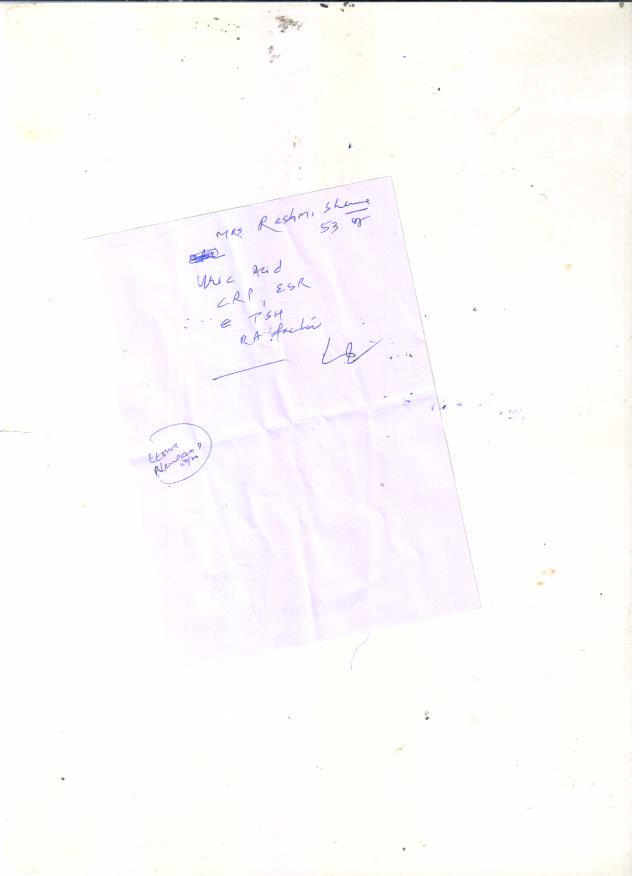 Mrs Rashmi Sharma
53 yr
Uric Acid
CRP, ESR
TSH
RA factor